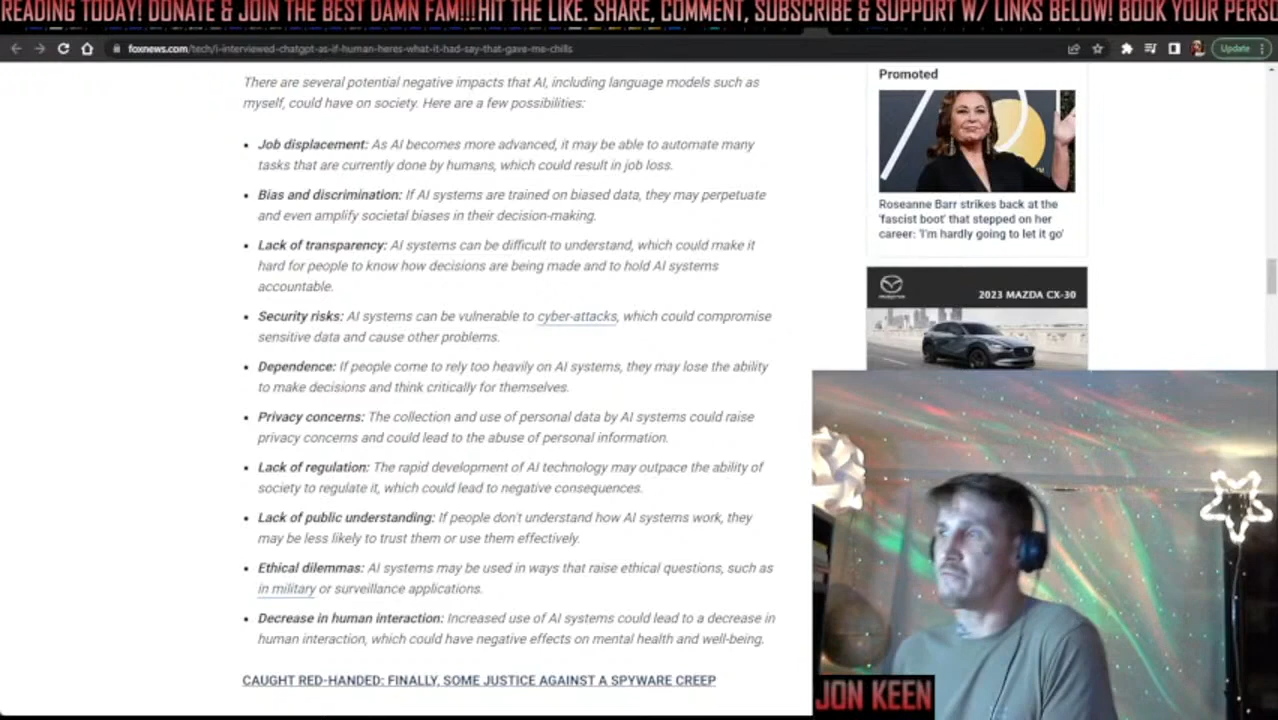 READING TODAY! DONATE & JOIN THE BEST DAMN FAM!!! HIT THE LIKE. SHARE, COMMENT, SUBSCRIBE & SUPPORT W/ LINKS BELOW! BOOK YOUR PERSO
foxnews.com/tech/i-interviewed-chatgpt-as-if-human-heres-what-it-had-say-that-gave-me-chills
Update
There are several potential negative impacts that AI, including language models such as
myself, could have on society. Here are a few possibilities:
• Job displacement: As AI becomes more advanced, it may be able to automate many
tasks that are currently done by humans, which could result in job loss.
• Bias and discrimination: If AI systems are trained on biased data, they may perpetuate
and even amplify societal biases in their decision-making.
• Lack of transparency: AI systems can be difficult to understand, which could make it
hard for people to know how decisions are being made and to hold AI systems
accountable.
• Security risks: AI systems can be vulnerable to cyber-attacks, which could compromise
sensitive data and cause other problems.
• Dependence: If people come to rely too heavily on AI systems, they may lose the ability
to make decisions and think critically for themselves.
• Privacy concerns: The collection and use of personal data by AI systems could raise
privacy concerns and could lead to the abuse of personal information.
• Lack of regulation: The rapid development of AI technology may outpace the ability of
society to regulate it, which could lead to negative consequences.
• Lack of public understanding: If people don't understand how AI systems work, they
may be less likely to trust them or use them effectively.
• Ethical dilemmas: AI systems may be used in ways that raise ethical questions, such as
in military or surveillance applications.
• Decrease in human interaction: Increased use of AI systems could lead to a decrease in
human interaction, which could have negative effects on mental health and well-being.
CAUGHT RED-HANDED: FINALLY, SOME JUSTICE AGAINST A SPYWARE CREEP
Promoted
Roseanne Barr strikes back at the
'fascist boot' that stepped on her
career: 'I'm hardly going to let it go'
2023 MAZDA CX-30
JON KEEN